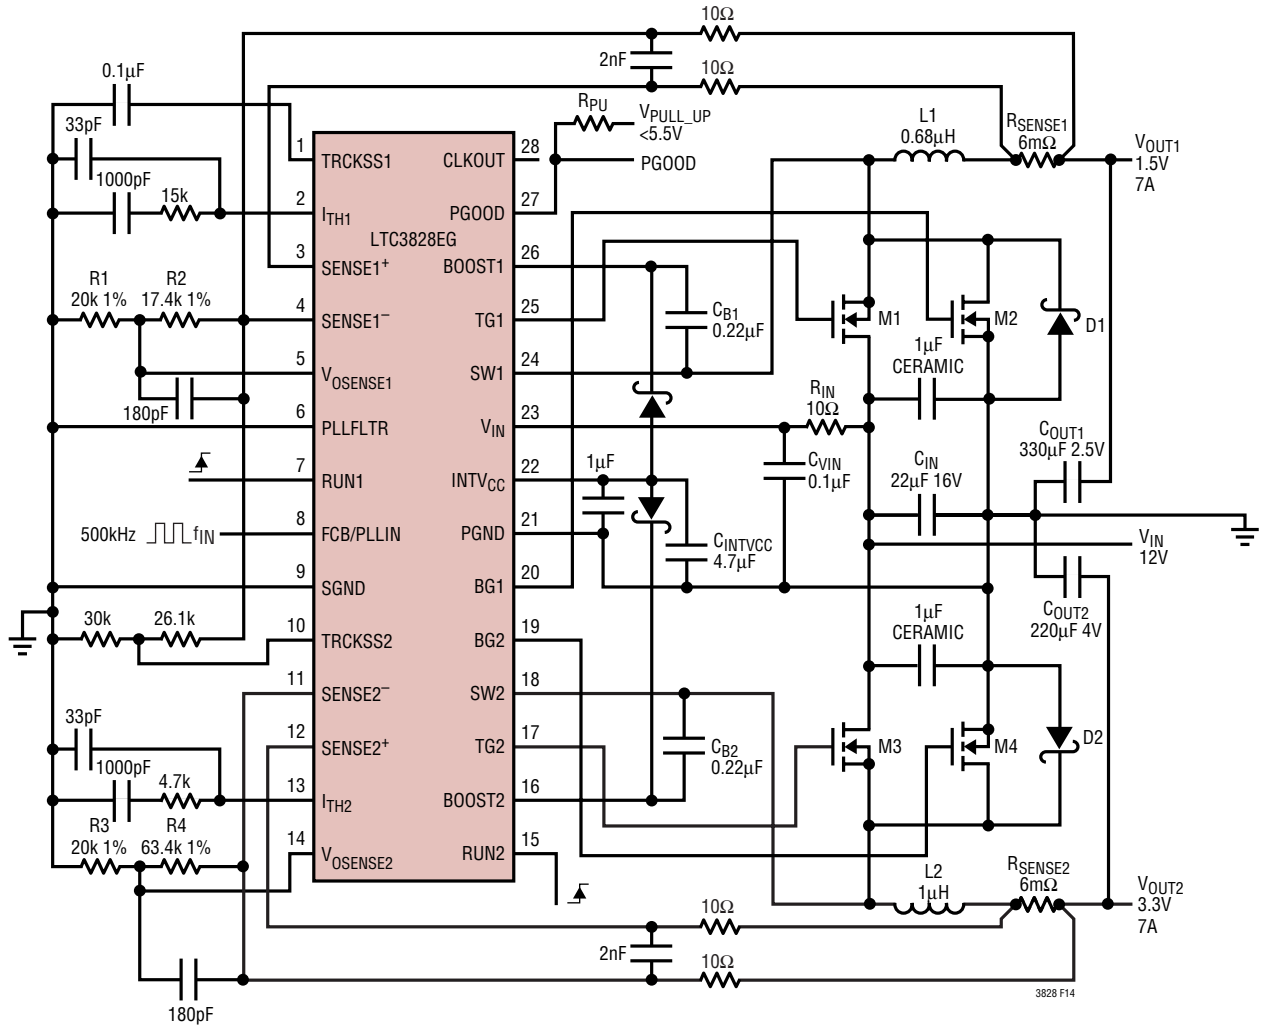 10Ω
2nF
10Ω
0.1µF
33pF
1000pF
15k
R1
20k 1%
R2
17.4k 1%
180pF
500kHz
fIN
30k
26.1k
33pF
1000pF
4.7k
R3
20k 1%
R4
63.4k 1%
180pF
LTC3828EG
1
TRCKSS1
2
ITH1
3
SENSE1+
4
SENSE1–
5
VOSENSE1
6
PLLFLTR
7
RUN1
8
FCB/PLLIN
9
SGND
10
TRCKSS2
11
SENSE2–
12
SENSE2+
13
ITH2
14
VOSENSE2
CLKOUT
28
PGOOD
27
BOOST1
26
TG1
25
SW1
24
VIN
23
INTVCC
22
PGND
21
BG1
20
BG2
19
SW2
18
TG2
17
BOOST2
16
RUN2
15
RPU
VPULL_UP
<5.5V
PGOOD
CB1
0.22µF
1µF
CINTVCC
4.7µF
CB2
0.22µF
RIN
10Ω
CVIN
0.1µF
L1
0.68µH
RSENSE1
6mΩ
VOUT1
1.5V
7A
M1
M2
D1
1µF
CERAMIC
CIN
22µF 16V
COUT1
330µF 2.5V
VIN
12V
COUT2
220µF 4V
1µF
CERAMIC
M3
M4
D2
L2
1µH
RSENSE2
6mΩ
VOUT2
3.3V
7A
10Ω
2nF
10Ω
3828 F14